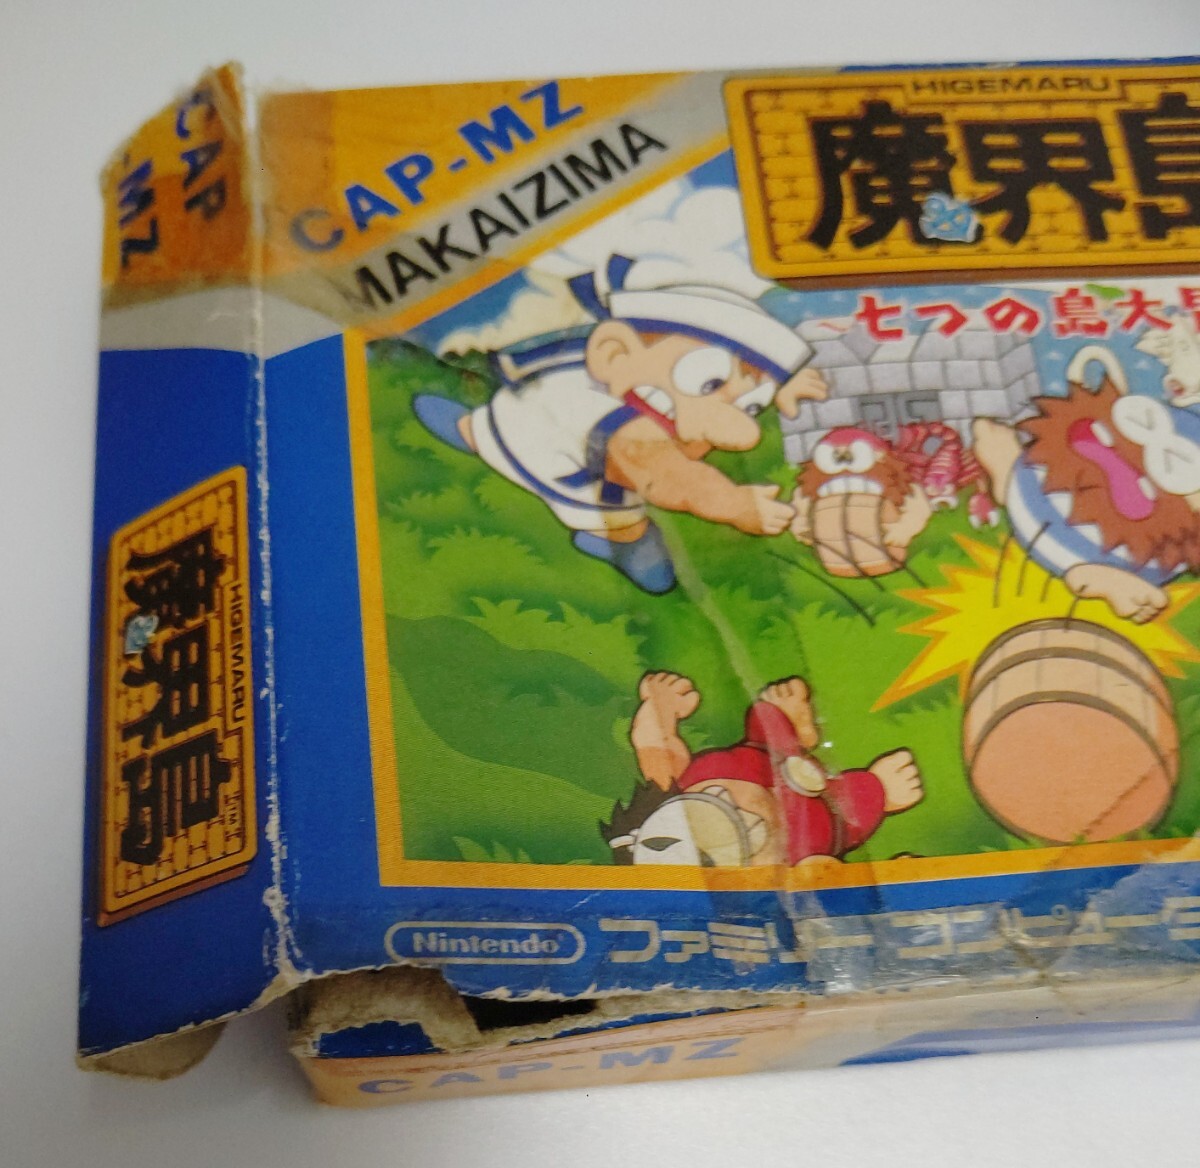 CAP-MZ
CAP-MZ
MAKAIZIMA
HIGEMARU
魔界島
~七つの島大
HIGEMARU
魔界島
TM
Nintendo
ファミリーコンピュータ
CAP-MZ